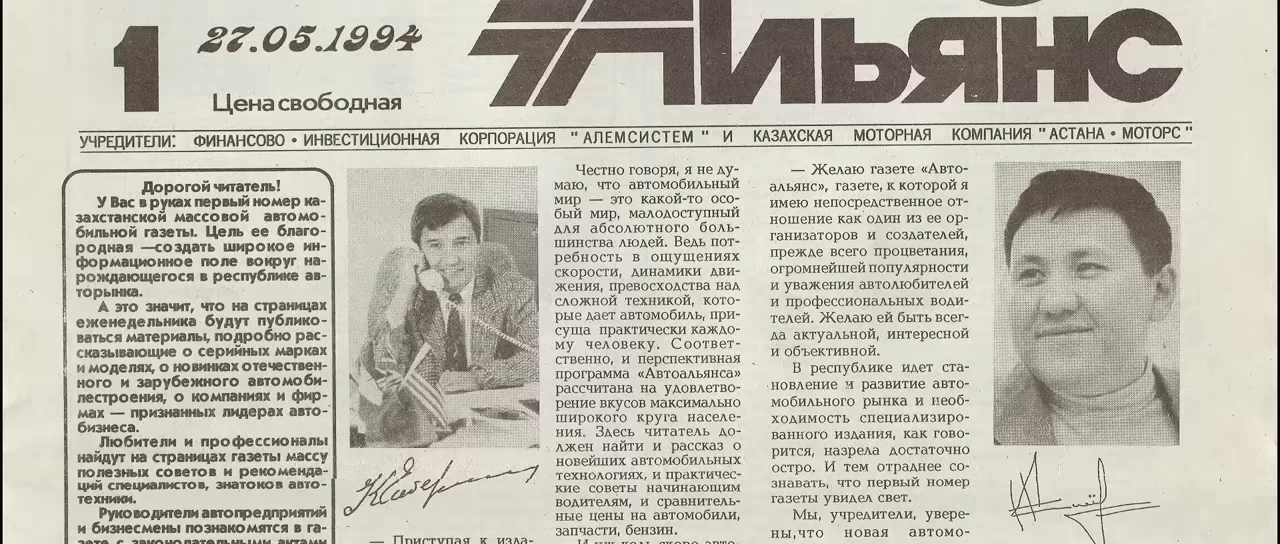 1
27.05.1994
Цена свободная
АЛЬЯНС
УЧРЕДИТЕЛИ: ФИНАНСОВО • ИНВЕСТИЦИОННАЯ КОРПОРАЦИЯ "АЛЕМСИСТЕМ" И КАЗАХСКАЯ МОТОРНАЯ КОМПАНИЯ "АСТАНА • МОТОРС"
Дорогой читатель!
У Вас в руках первый номер ка-
захстанской массовой автомо-
бильной газеты. Цель ее благо-
родная —создать широкое ин-
формационное поле вокруг на-
рождающегося в республике ав-
торынка.
А это значит, что на страницах
еженедельника будут публико-
ваться материалы, подробно рас-
сказывающие о серийных марках
и моделях, о новинках отечествен-
ного и зарубежного автомоби-
лестроения, о компаниях и фир-
мах — признанных лидерах авто-
бизнеса.
Любители и профессионалы
найдут на страницах газеты массу
полезных советов и рекоменда-
ций специалистов, знатоков авто-
техники.
Руководители автопредприятий
и бизнесмены познакомятся в га-
зете с законодательными актами
— Приступая к изда-
Честно говоря, я не ду-
маю, что автомобильный
мир — это какой-то осо-
бый мир, малодоступный
для абсолютного боль-
шинства людей. Ведь пот-
ребность в ощущениях
скорости, динамики дви-
жения, превосходства над
сложной техникой, кото-
рые дает автомобиль, при-
суща практически каждо-
му человеку. Соответ-
ственно, и перспективная
программа «Автоальянса»
рассчитана на удовлетво-
рение вкусов максимально
широкого круга населе-
ния. Здесь читатель до-
лжен найти и рассказ о
новейших автомобильных
технологиях, и практичес-
кие советы начинающим
водителям, и сравнитель-
ные цены на автомобили,
запчасти, бензин.
И уж коль скоро авто-
— Желаю газете «Авто-
альянс», газете, к которой я
имею непосредственное от-
ношение как один из ее ор-
ганизаторов и создателей,
прежде всего процветания,
огромнейшей популярности
и уважения автолюбителей
и профессиональных води-
телей. Желаю ей быть всег-
да актуальной, интересной
и объективной.
В республике идет ста-
новление и развитие авто-
мобильного рынка и необ-
ходимость специализиро-
ванного издания, как гово-
рится, назрела достаточно
остро. И тем отраднее со-
знавать, что первый номер
газеты увидел свет.
Мы, учредители, увере-
ны,что новая автомо-